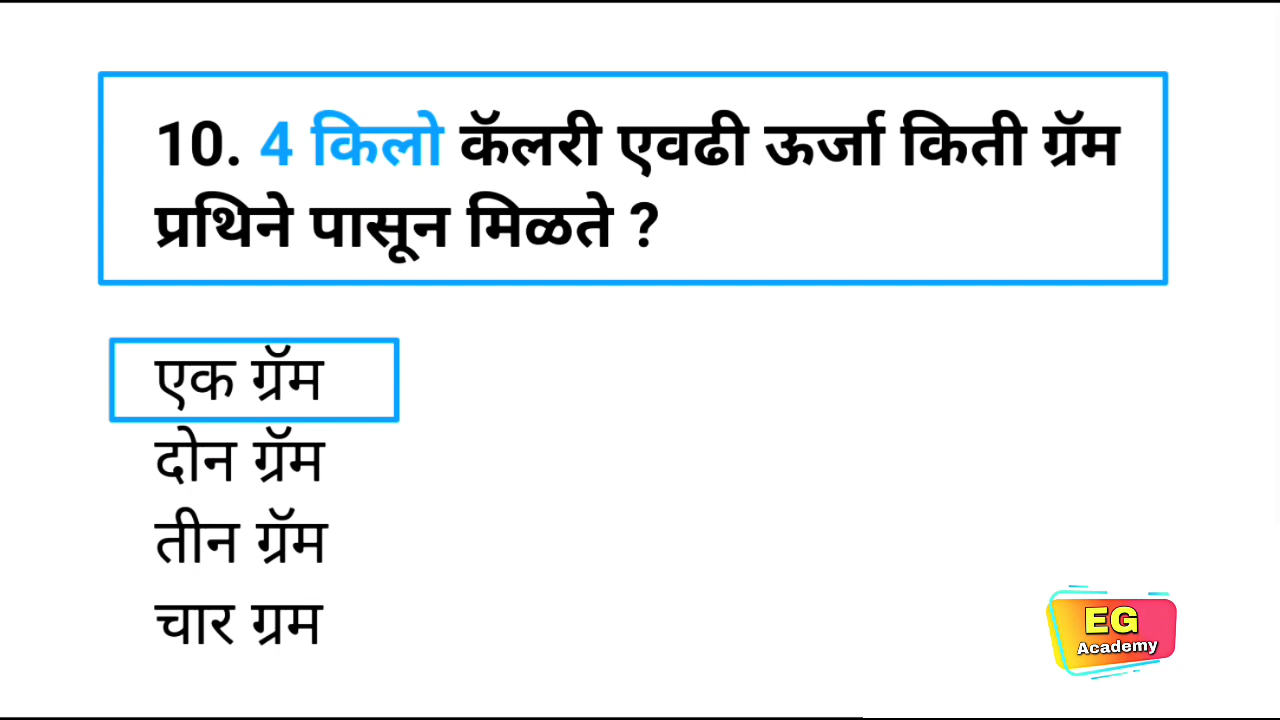 10. 4 किलो कॅलरी एवढी ऊर्जा किती ग्रॅम
प्रथिने पासून मिळते ?
एक ग्रॅम
दोन ग्रॅम
तीन ग्रॅम
चार ग्रम
EG
Academy